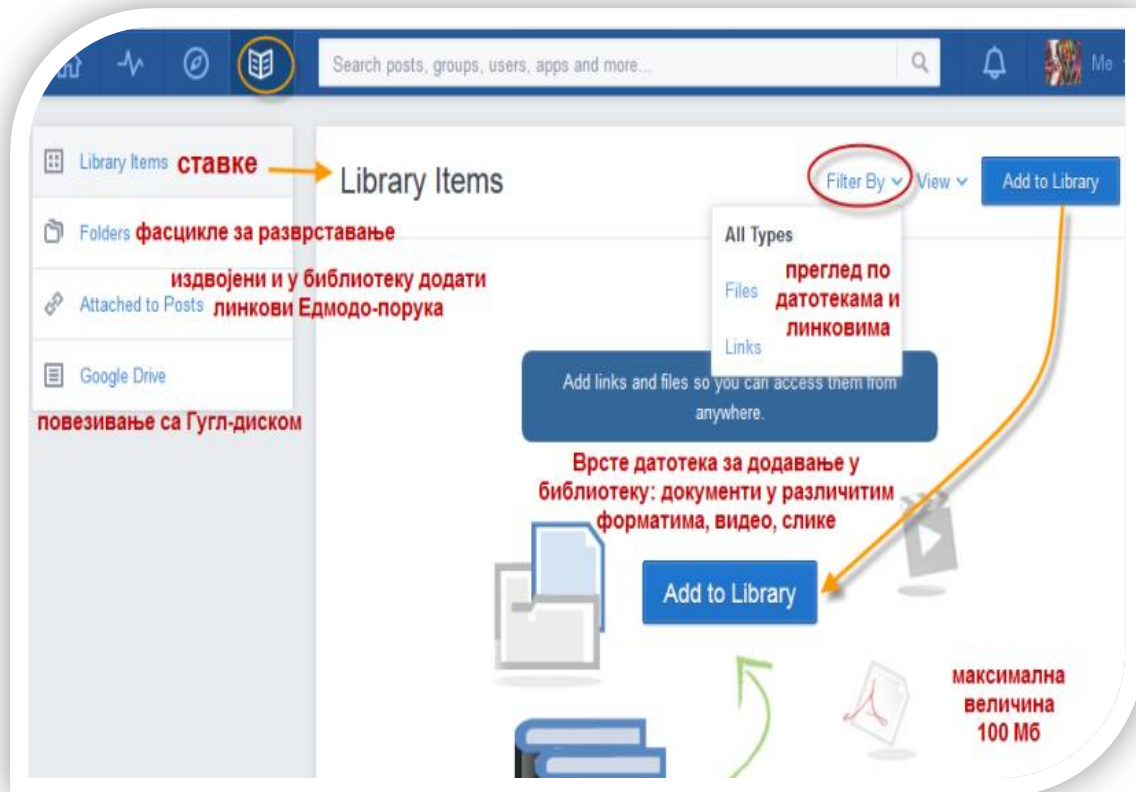 Search posts, groups, users, apps and more...
Me
Library Items ставке
Library Items
Filter By
View
Add to Library
Folders фасцикле за разврставање
All Types
издвојени и у библиотеку додати
Attached to Posts линкови Едмодо-порука
Files
преглед по
датотекама и
линковима
Links
Google Drive
повезивање са Гугл-диском
Add links and files so you can access them from
anywhere.
Врсте датотека за додавање у
библиотеку: документи у различитим
форматима, видео, слике
Add to Library
максимална
величина
100 Мб